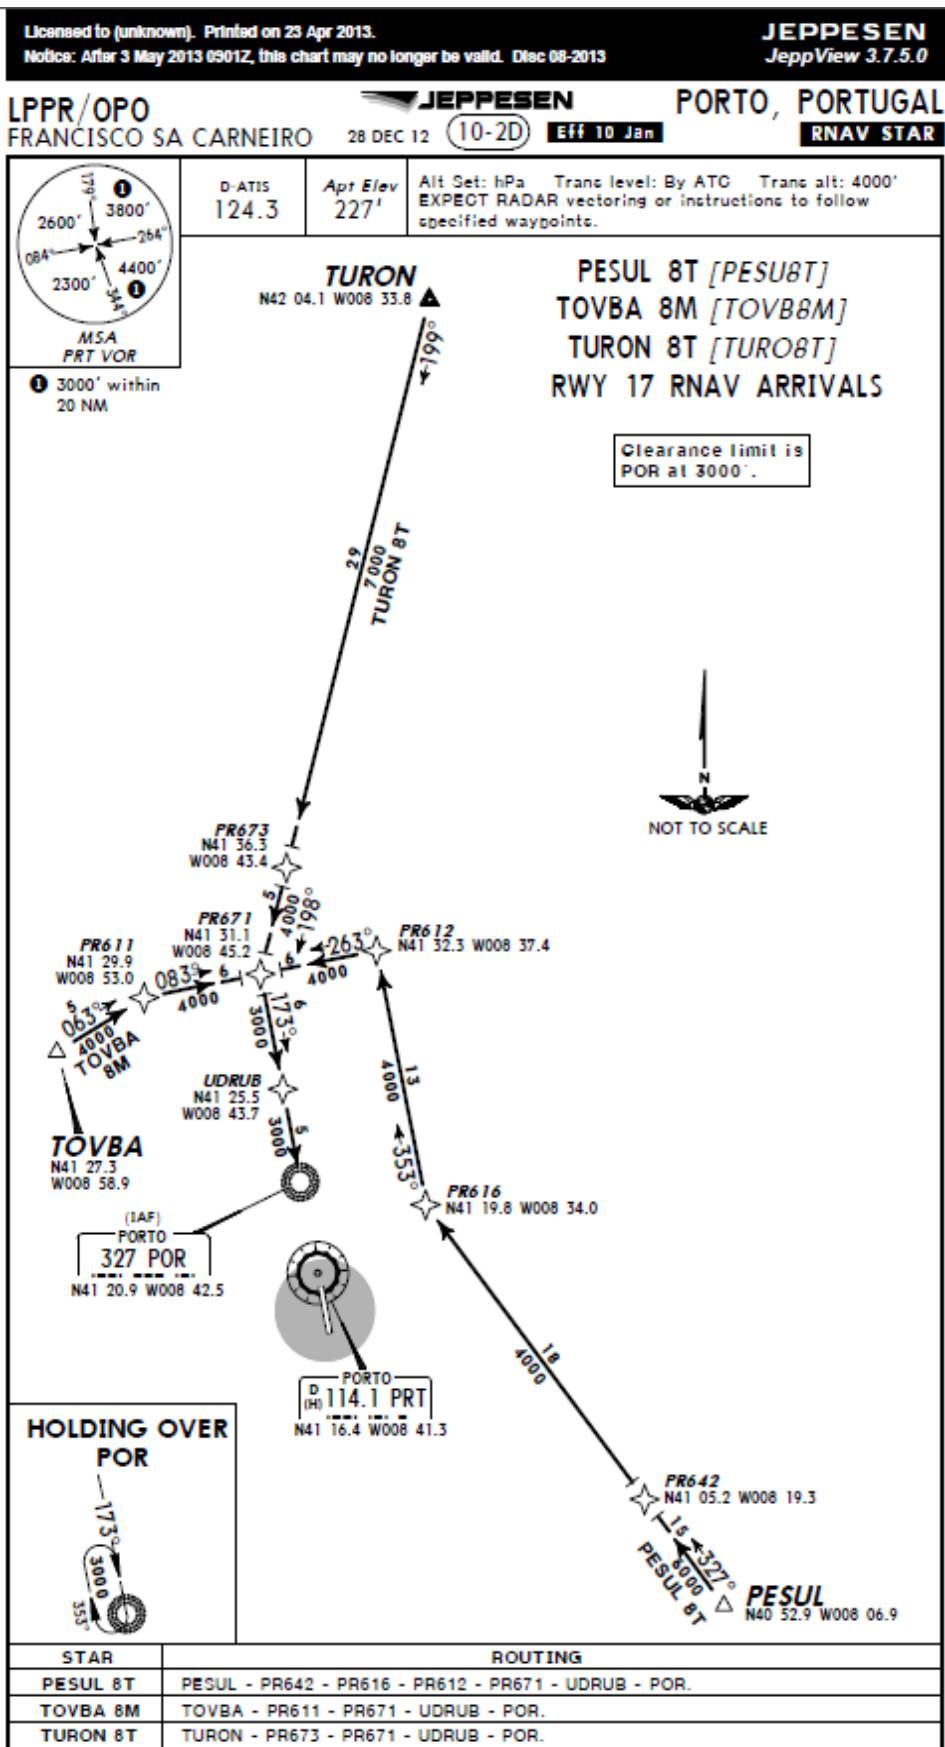 Licensed to (unknown). Printed on 23 Apr 2013.
Notice: After 3 May 2013 0901Z, this chart may no longer be valid. Disc 08-2013
JEPPESEN
JeppView 3.7.5.0
LPPR/OPO
FRANCISCO SA CARNEIRO
JEPPESEN
28 DEC 12
10-2D
Eff 10 Jan
PORTO, PORTUGAL
RNAV STAR
179°
1
3800'
2600'
264°
084°
4400'
2300'
1
344°
MSA
PRT VOR
1 3000' within
20 NM
D-ATIS
124.3
Apt Elev
227'
Alt Set: hPa Trans level: By ATC Trans alt: 4000'
EXPECT RADAR vectoring or instructions to follow
specified waypoints.
TURON
N42 04.1 W008 33.8
PESUL 8T [PESU8T]
TOVBA 8M [TOVB8M]
TURON 8T [TURO8T]
RWY 17 RNAV ARRIVALS
Clearance limit is
POR at 3000'.
199°
29
7000
TURON 8T
N
NOT TO SCALE
PR673
N41 36.3
W008 43.4
5
4000
198°
PR671
N41 31.1
W008 45.2
PR612
N41 32.3 W008 37.4
263°
6
4000
PR611
N41 29.9
W008 53.0
083°
6
4000
5
063°
4000
TOVBA
8M
6
173°
3000
13
4000
353°
UDRUB
N41 25.5
W008 43.7
5
3000
TOVBA
N41 27.3
W008 58.9
PR616
N41 19.8 W008 34.0
(IAF)
PORTO
327 POR
N41 20.9 W008 42.5
18
4000
PORTO
D
(H) 114.1 PRT
N41 16.4 W008 41.3
HOLDING OVER
POR
173°
3000
353°
PR642
N41 05.2 W008 19.3
15
327°
6000
PESUL 8T
PESUL
N40 52.9 W008 06.9
STAR ROUTING
PESUL 8T PESUL - PR642 - PR616 - PR612 - PR671 - UDRUB - POR.
TOVBA 8M TOVBA - PR611 - PR671 - UDRUB - POR.
TURON 8T TURON - PR673 - PR671 - UDRUB - POR.